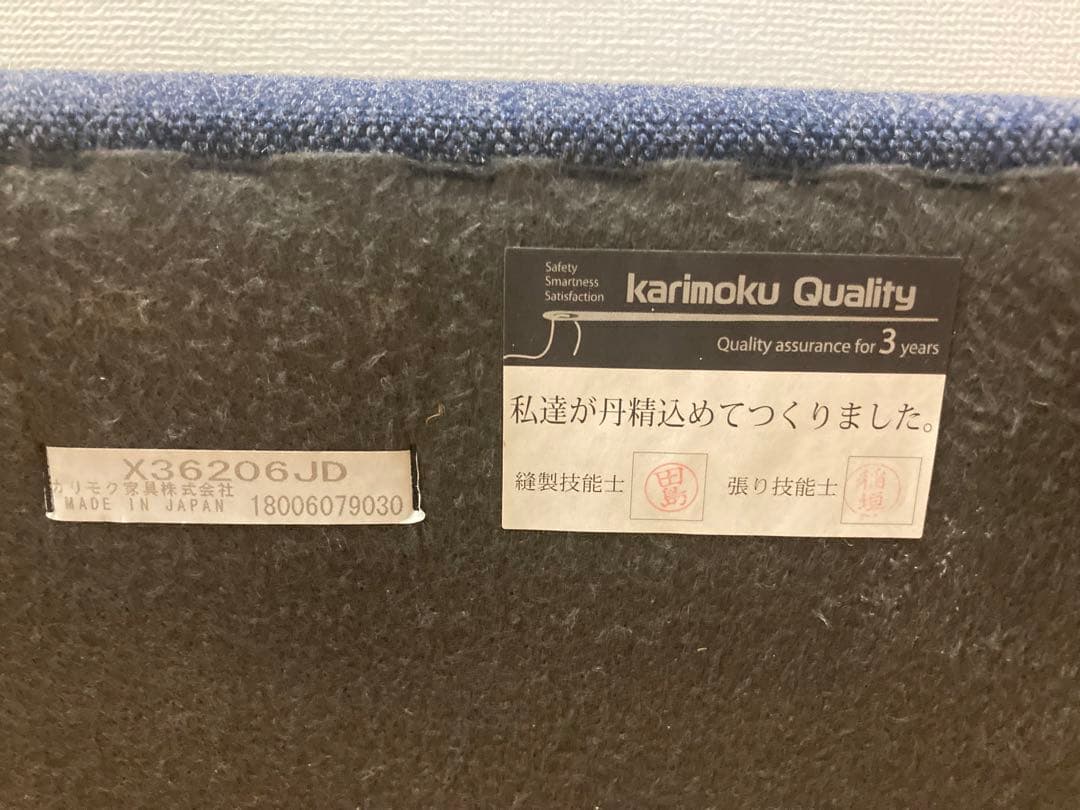 X36206JD
カリモク家具株式会社
MADE IN JAPAN 18006079030
Safety
Smartness
Satisfaction
karimoku Quality
Quality assurance for 3 years
私達が丹精込めてつくりました。
縫製技能士 田島 張り技能士 稲垣